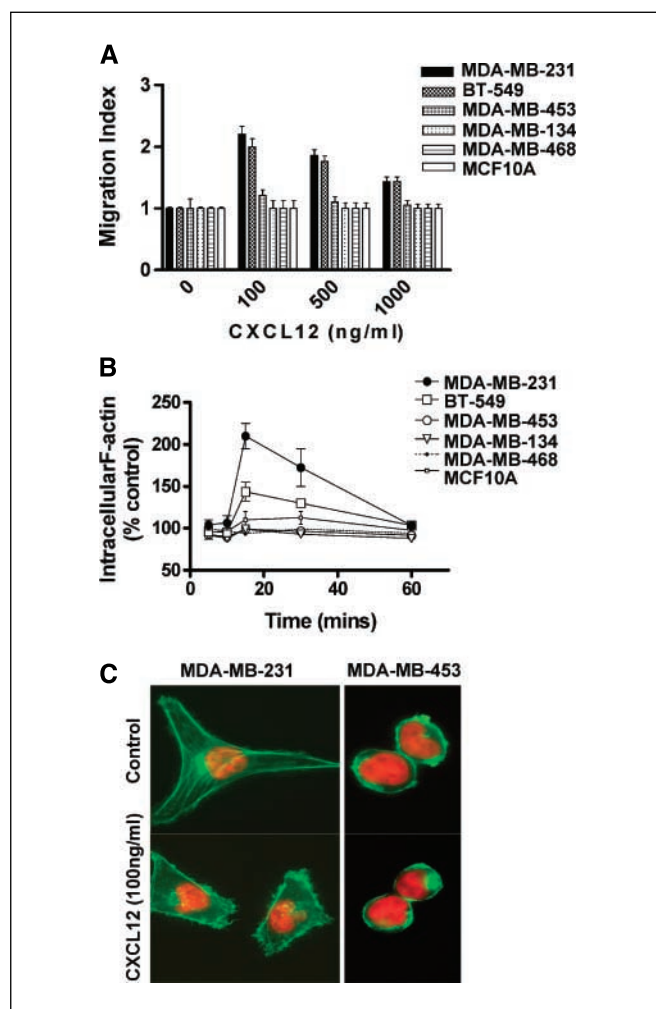 A
Migration Index
3
2
1
0
0
100
500
1000
CXCL12 (ng/ml)
MDA-MB-231
BT-549
MDA-MB-453
MDA-MB-134
MDA-MB-468
MCF10A
B
IntracellularF-actin
(% control)
250
200
150
100
50
0
20
40
60
Time (mins)
MDA-MB-231
BT-549
MDA-MB-453
MDA-MB-134
MDA-MB-468
MCF10A
C
MDA-MB-231
MDA-MB-453
Control
CXCL12 (100ng/ml)